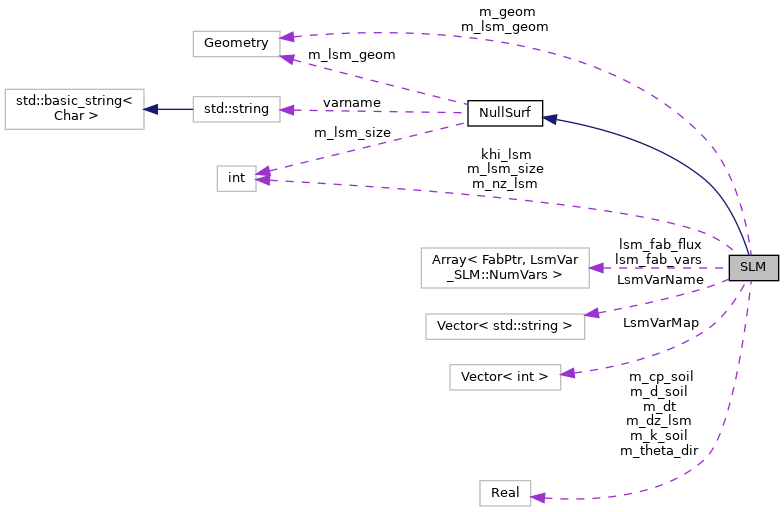 m_geom
m_lsm_geom
Geometry
m_lsm_geom
std::basic_string<
Char >
std::string
varname
NullSurf
m_lsm_size
int
khi_lsm
m_lsm_size
m_nz_lsm
Array< FabPtr, LsmVar
_SLM::NumVars >
lsm_fab_flux
lsm_fab_vars
SLM
LsmVarName
Vector< std::string >
LsmVarMap
Vector< int >
m_cp_soil
m_d_soil
m_dt
m_dz_lsm
m_k_soil
m_theta_dir
Real